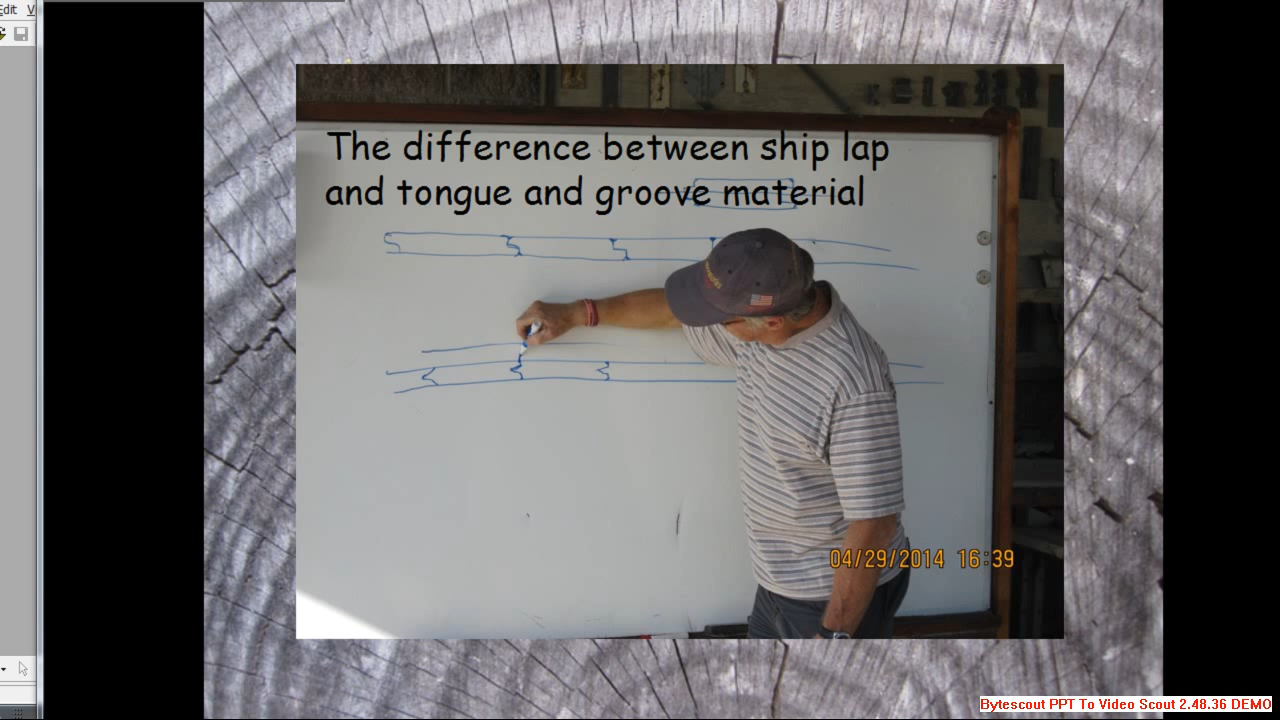 Edit
The difference between ship lap
and tongue and groove material
04/29/2014 16:39
Bytescout PPT To Video Scout 2.48.36 DEMO